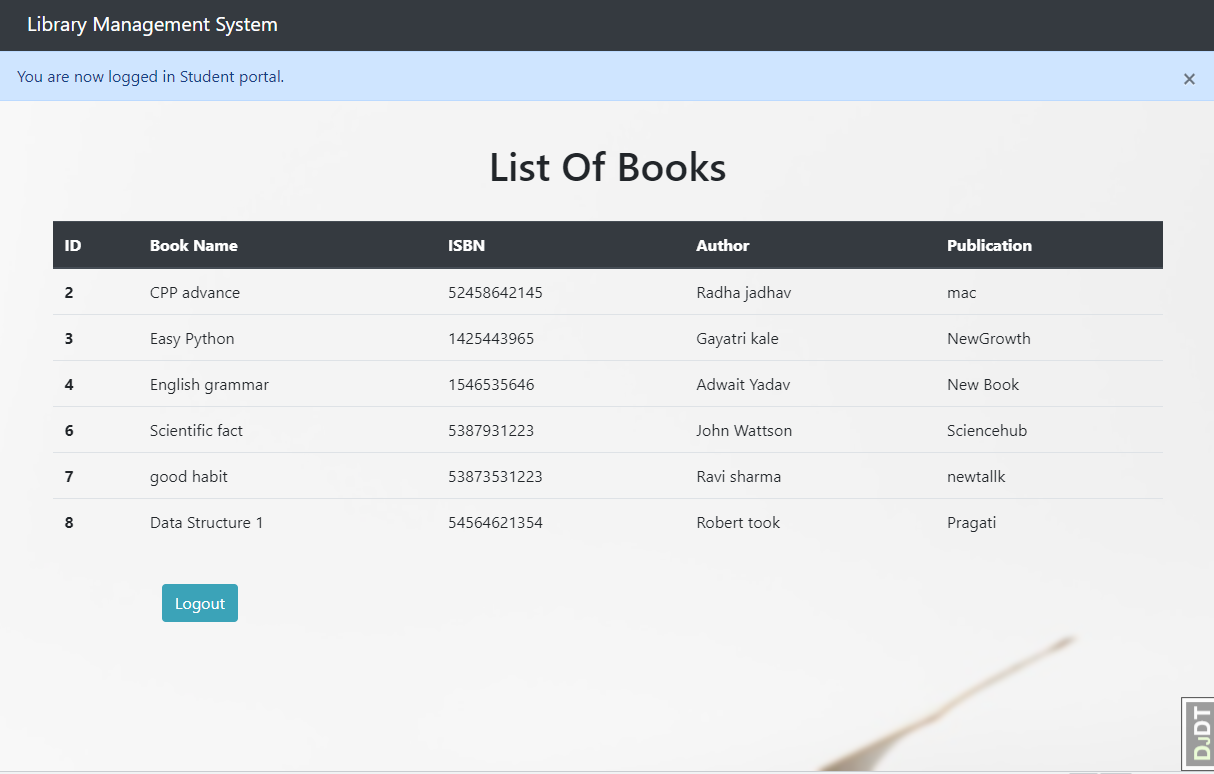 Library Management System
You are now logged in Student portal. ×
List Of Books
ID Book Name ISBN Author Publication
2 CPP advance 52458642145 Radha jadhav mac
3 Easy Python 1425443965 Gayatri kale NewGrowth
4 English grammar 1546535646 Adwait Yadav New Book
6 Scientific fact 5387931223 John Wattson Sciencehub
7 good habit 53873531223 Ravi sharma newtallk
8 Data Structure 1 54564621354 Robert took Pragati
Logout
DjDT